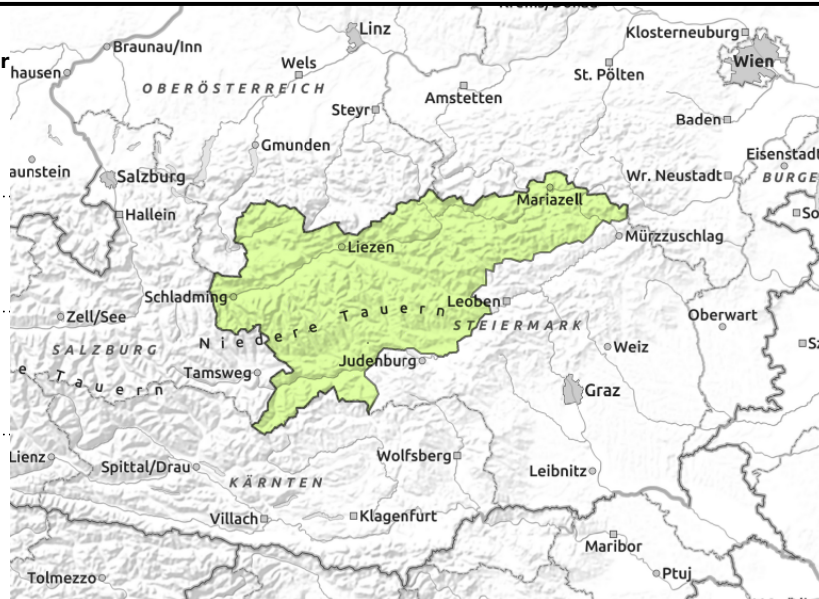 Linz
Klosterneuburg
Braunau/Inn
r
hausen
Wels
Wien
St. Pölten
OBERÖSTERREICH
Amstetten
Steyr
Baden
Gmunden
Eisenstadt
aunstein
Salzburg
Wr. Neustadt
BURGE
Mariazell
Hallein
So
Mürzzuschlag
Liezen
Schladming
Leoben
Zell/See
Niedere Tauern
STEIERMARK
Oberwart
SALZBURG
Weiz
Judenburg
e Tauern
Tamsweg
Graz
Lienz
Spittal/Drau
Wolfsberg
Leibnitz
KÄRNTEN
Villach
Klagenfurt
Maribor
Tolmezzo
Ptuj